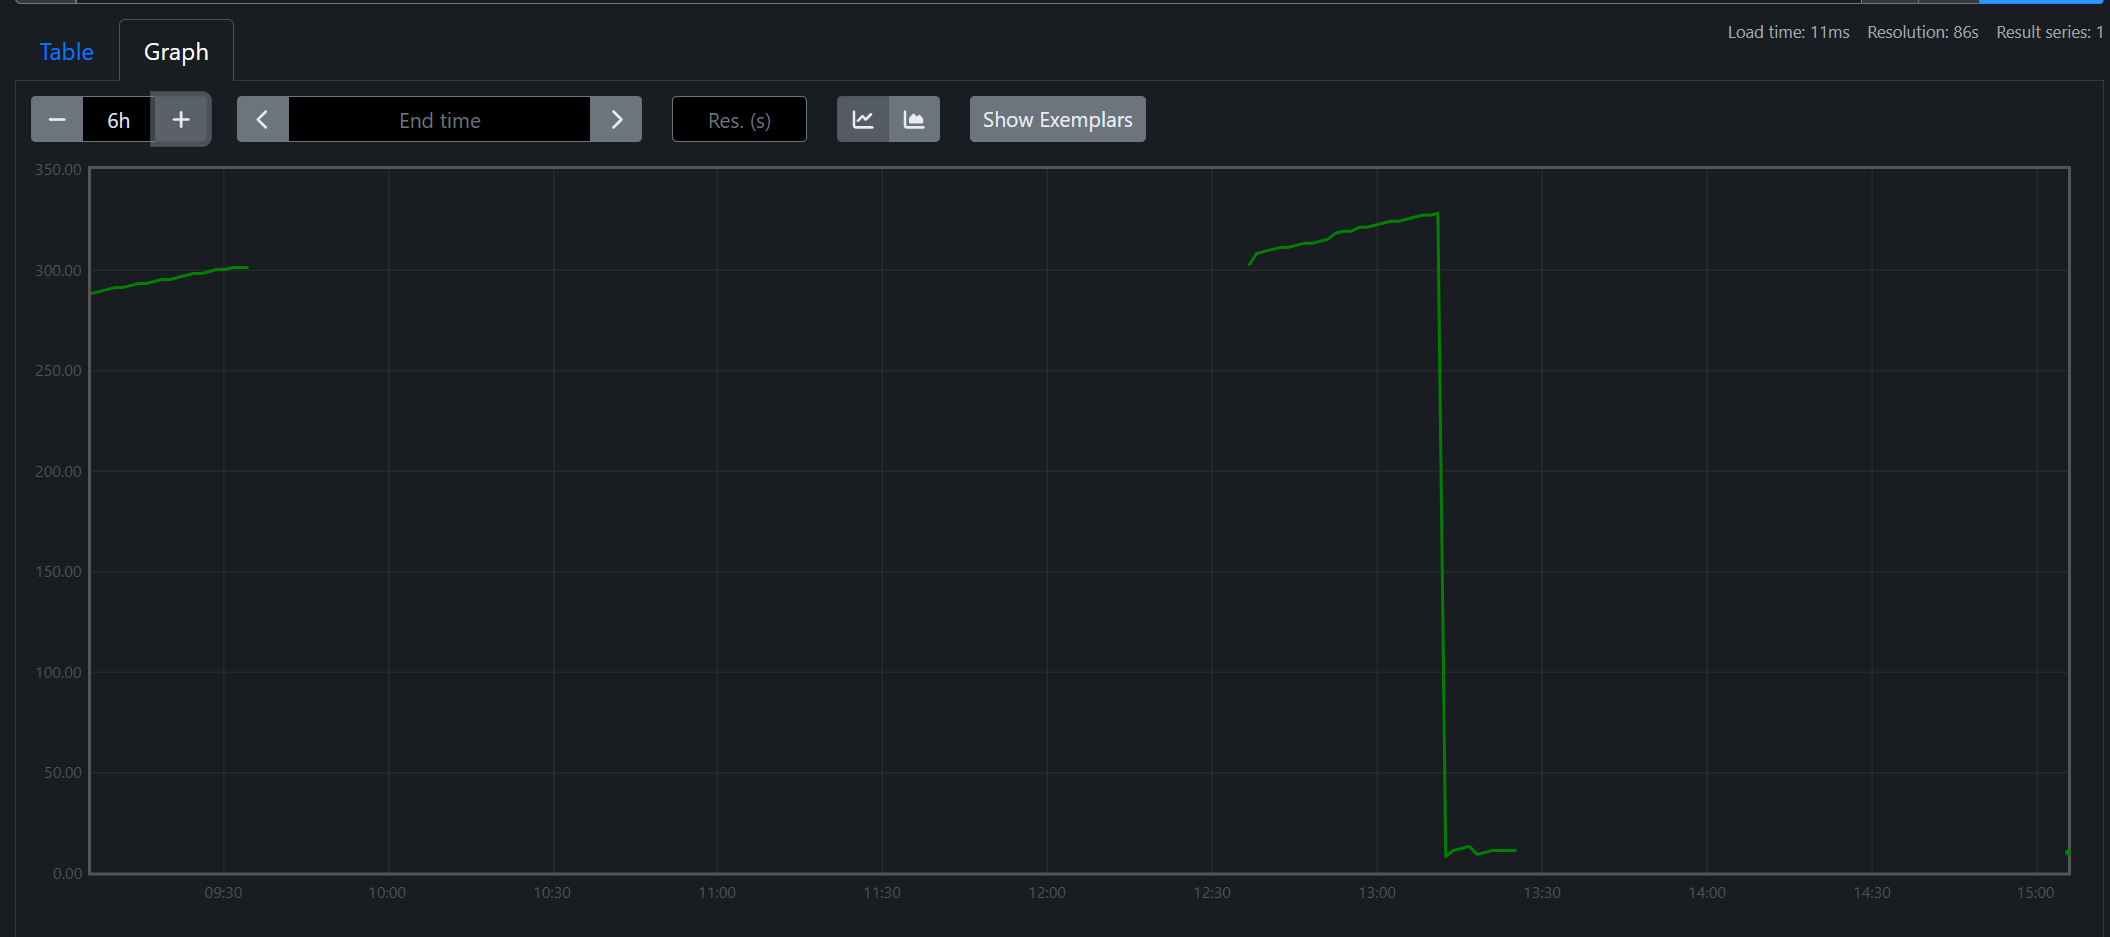 Load time: 11ms Resolution: 86s Result series: 1
Table Graph
6h End time Res. (s) Show Exemplars
350.00
300.00
250.00
200.00
150.00
100.00
50.00
0.00
09:30 10:00 10:30 11:00 11:30 12:00 12:30 13:00 13:30 14:00 14:30 15:00